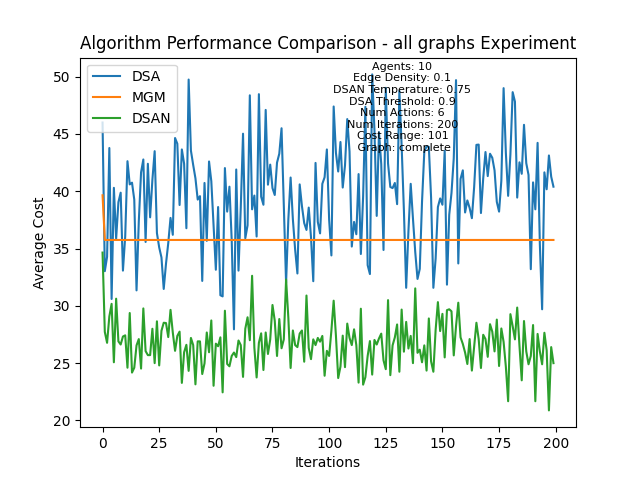 Algorithm Performance Comparison - all graphs Experiment
DSA
MGM
DSAN
Agents: 10
Edge Density: 0.1
DSAN Temperature: 0.75
DSA Threshold: 0.9
Num Actions: 6
Num Iterations: 200
Cost Range: 101
Graph: complete
Average Cost
50
45
40
35
30
25
20
0 25 50 75 100 125 150 175 200
Iterations